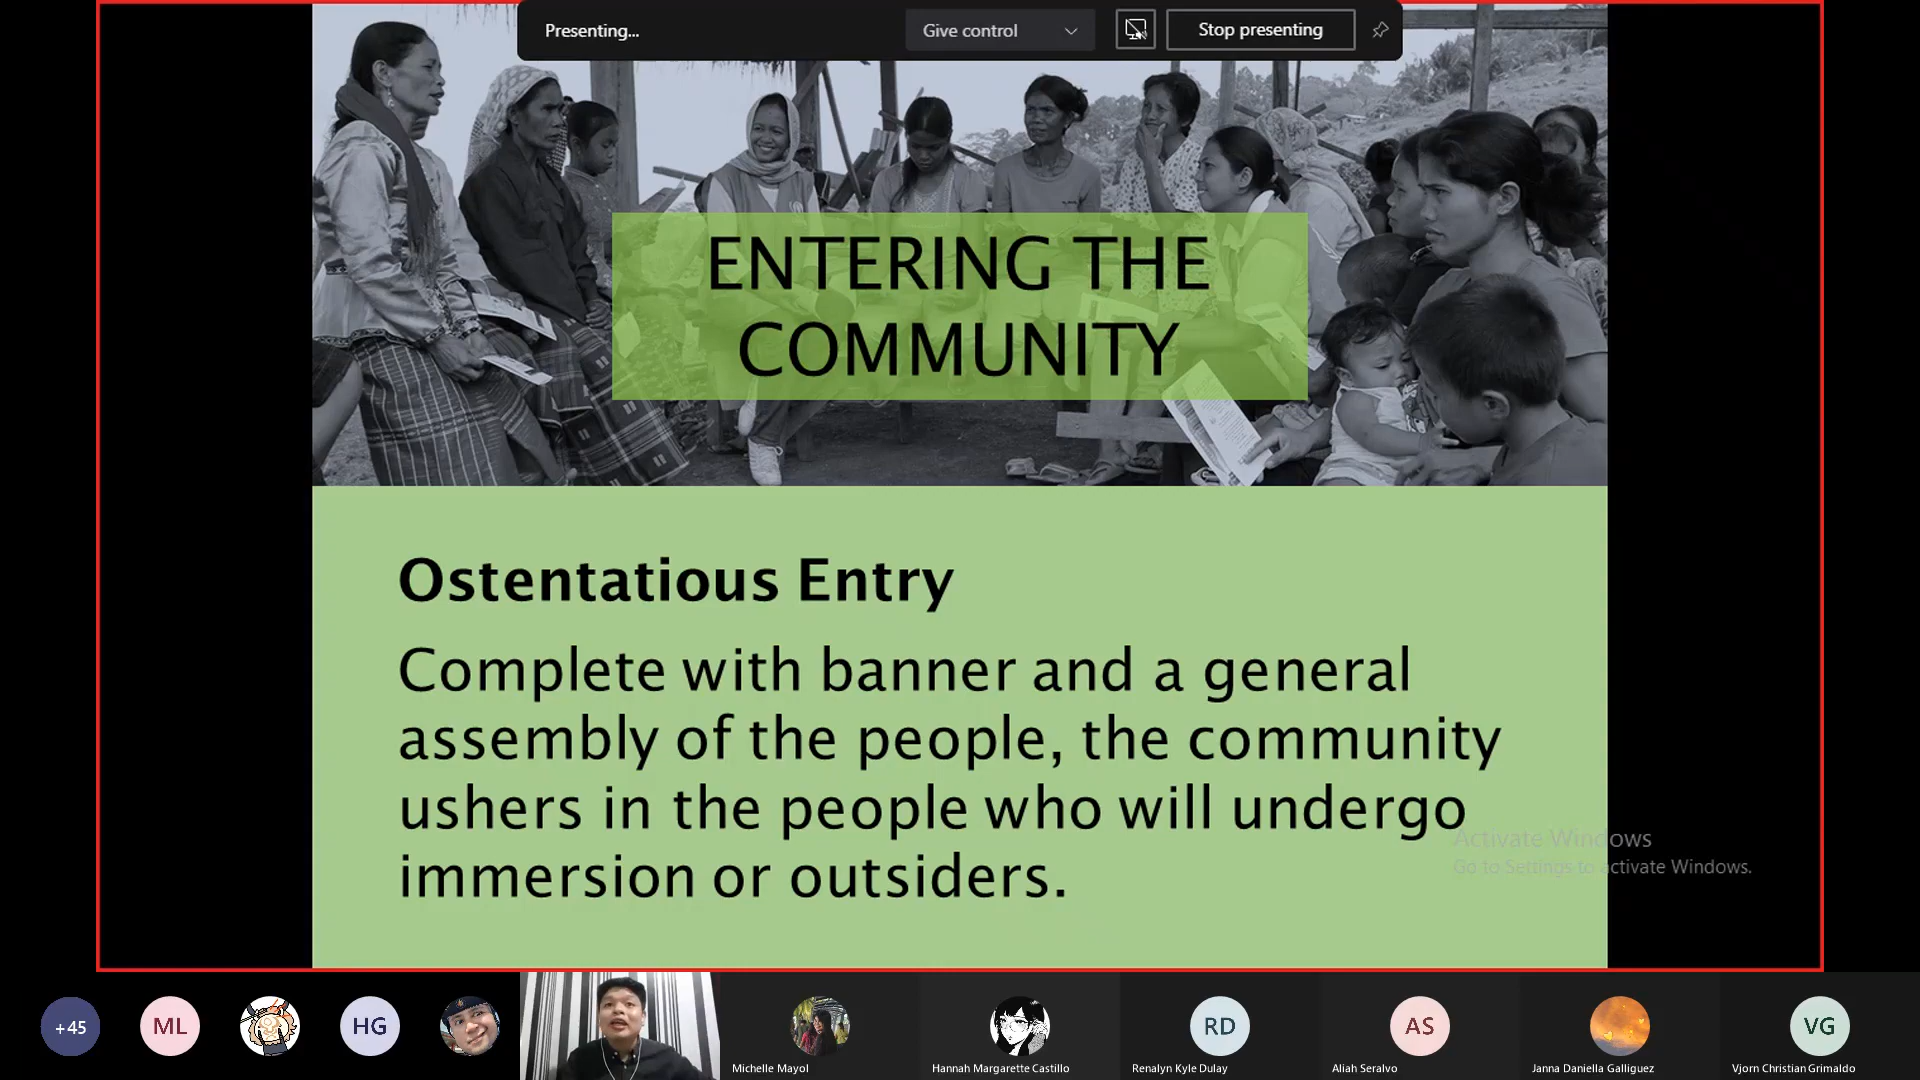 Presenting...
Give control
Stop presenting
ENTERING THE
COMMUNITY
Ostentatious Entry
Complete with banner and a general
assembly of the people, the community
ushers in the people who will undergo
immersion or outsiders.
Activate Windows
Go to Settings to activate Windows.
+45
ML
HG
RD
AS
VG
Michelle Mayol
Hannah Margarette Castillo
Renalyn Kyle Dulay
Aliah Seralvo
Janna Daniella Galliguez
Vjorn Christian Grimaldo